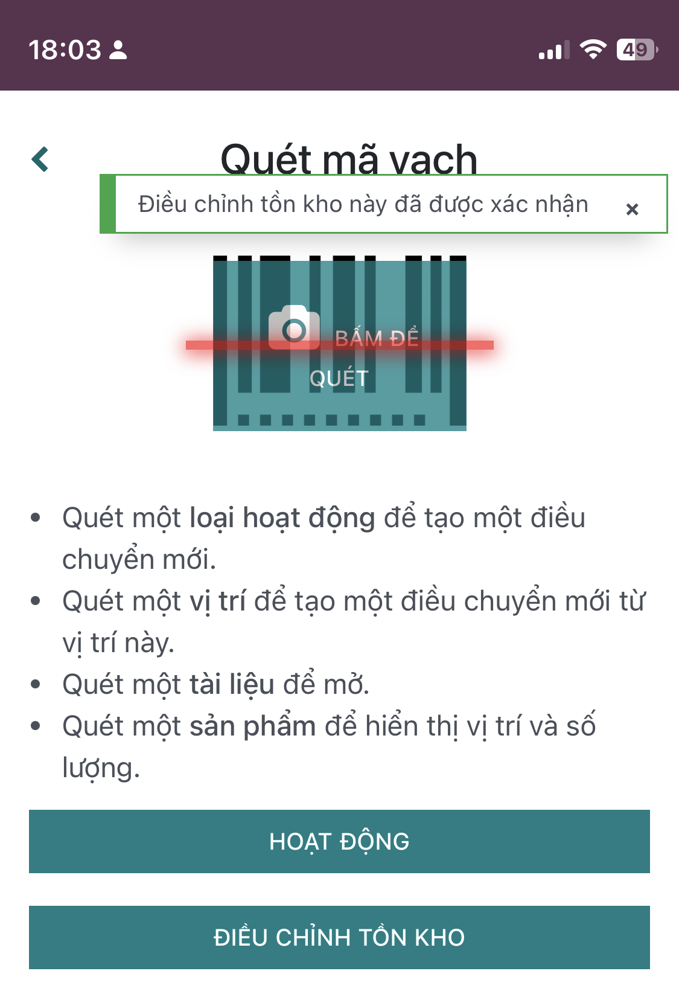 18:03
49
Quét mã vạch
Điều chỉnh tồn kho này đã được xác nhận
×
BẤM ĐỂ
QUÉT
• Quét một loại hoạt động để tạo một điều
chuyển mới.
• Quét một vị trí để tạo một điều chuyển mới từ
vị trí này.
• Quét một tài liệu để mở.
• Quét một sản phẩm để hiển thị vị trí và số
lượng.
HOẠT ĐỘNG
ĐIỀU CHỈNH TỒN KHO